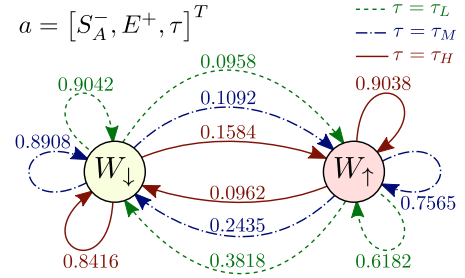 a = [S_A^-, E^+, τ]^T
τ = τ_L
τ = τ_M
τ = τ_H
0.0958
0.9042
0.1092
0.9038
0.8908
0.1584
W↓
W↑
0.0962
0.7565
0.2435
0.8416
0.3818
0.6182